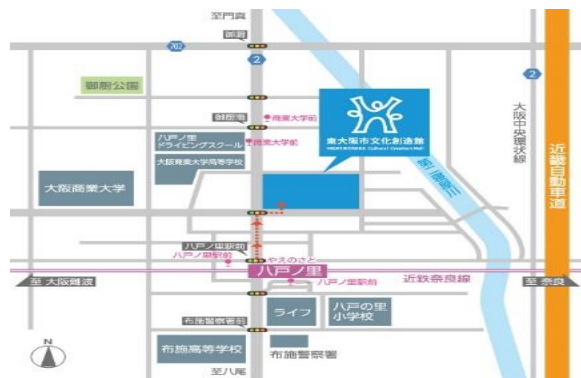 至門真
御厨
702
2
2
御厨公園
御厨南
商業大学前
八戸ノ里
ドライビングスクール
商業大学前
大阪商業大学高等学校
大阪商業大学
東大阪市文化創造館
HIGASHIOSAKA Cultural Creation Hall
第二寝屋川
大阪中央環状線
近畿自動車道
八戸ノ里駅前
八戸ノ里駅前
やえのさと
八戸ノ里
近鉄奈良線
至 大阪難波
至 奈良
八戸ノ里駅前
ライフ
八戸の里
小学校
布施警察署前
布施高等学校
布施警察署
至八尾
N